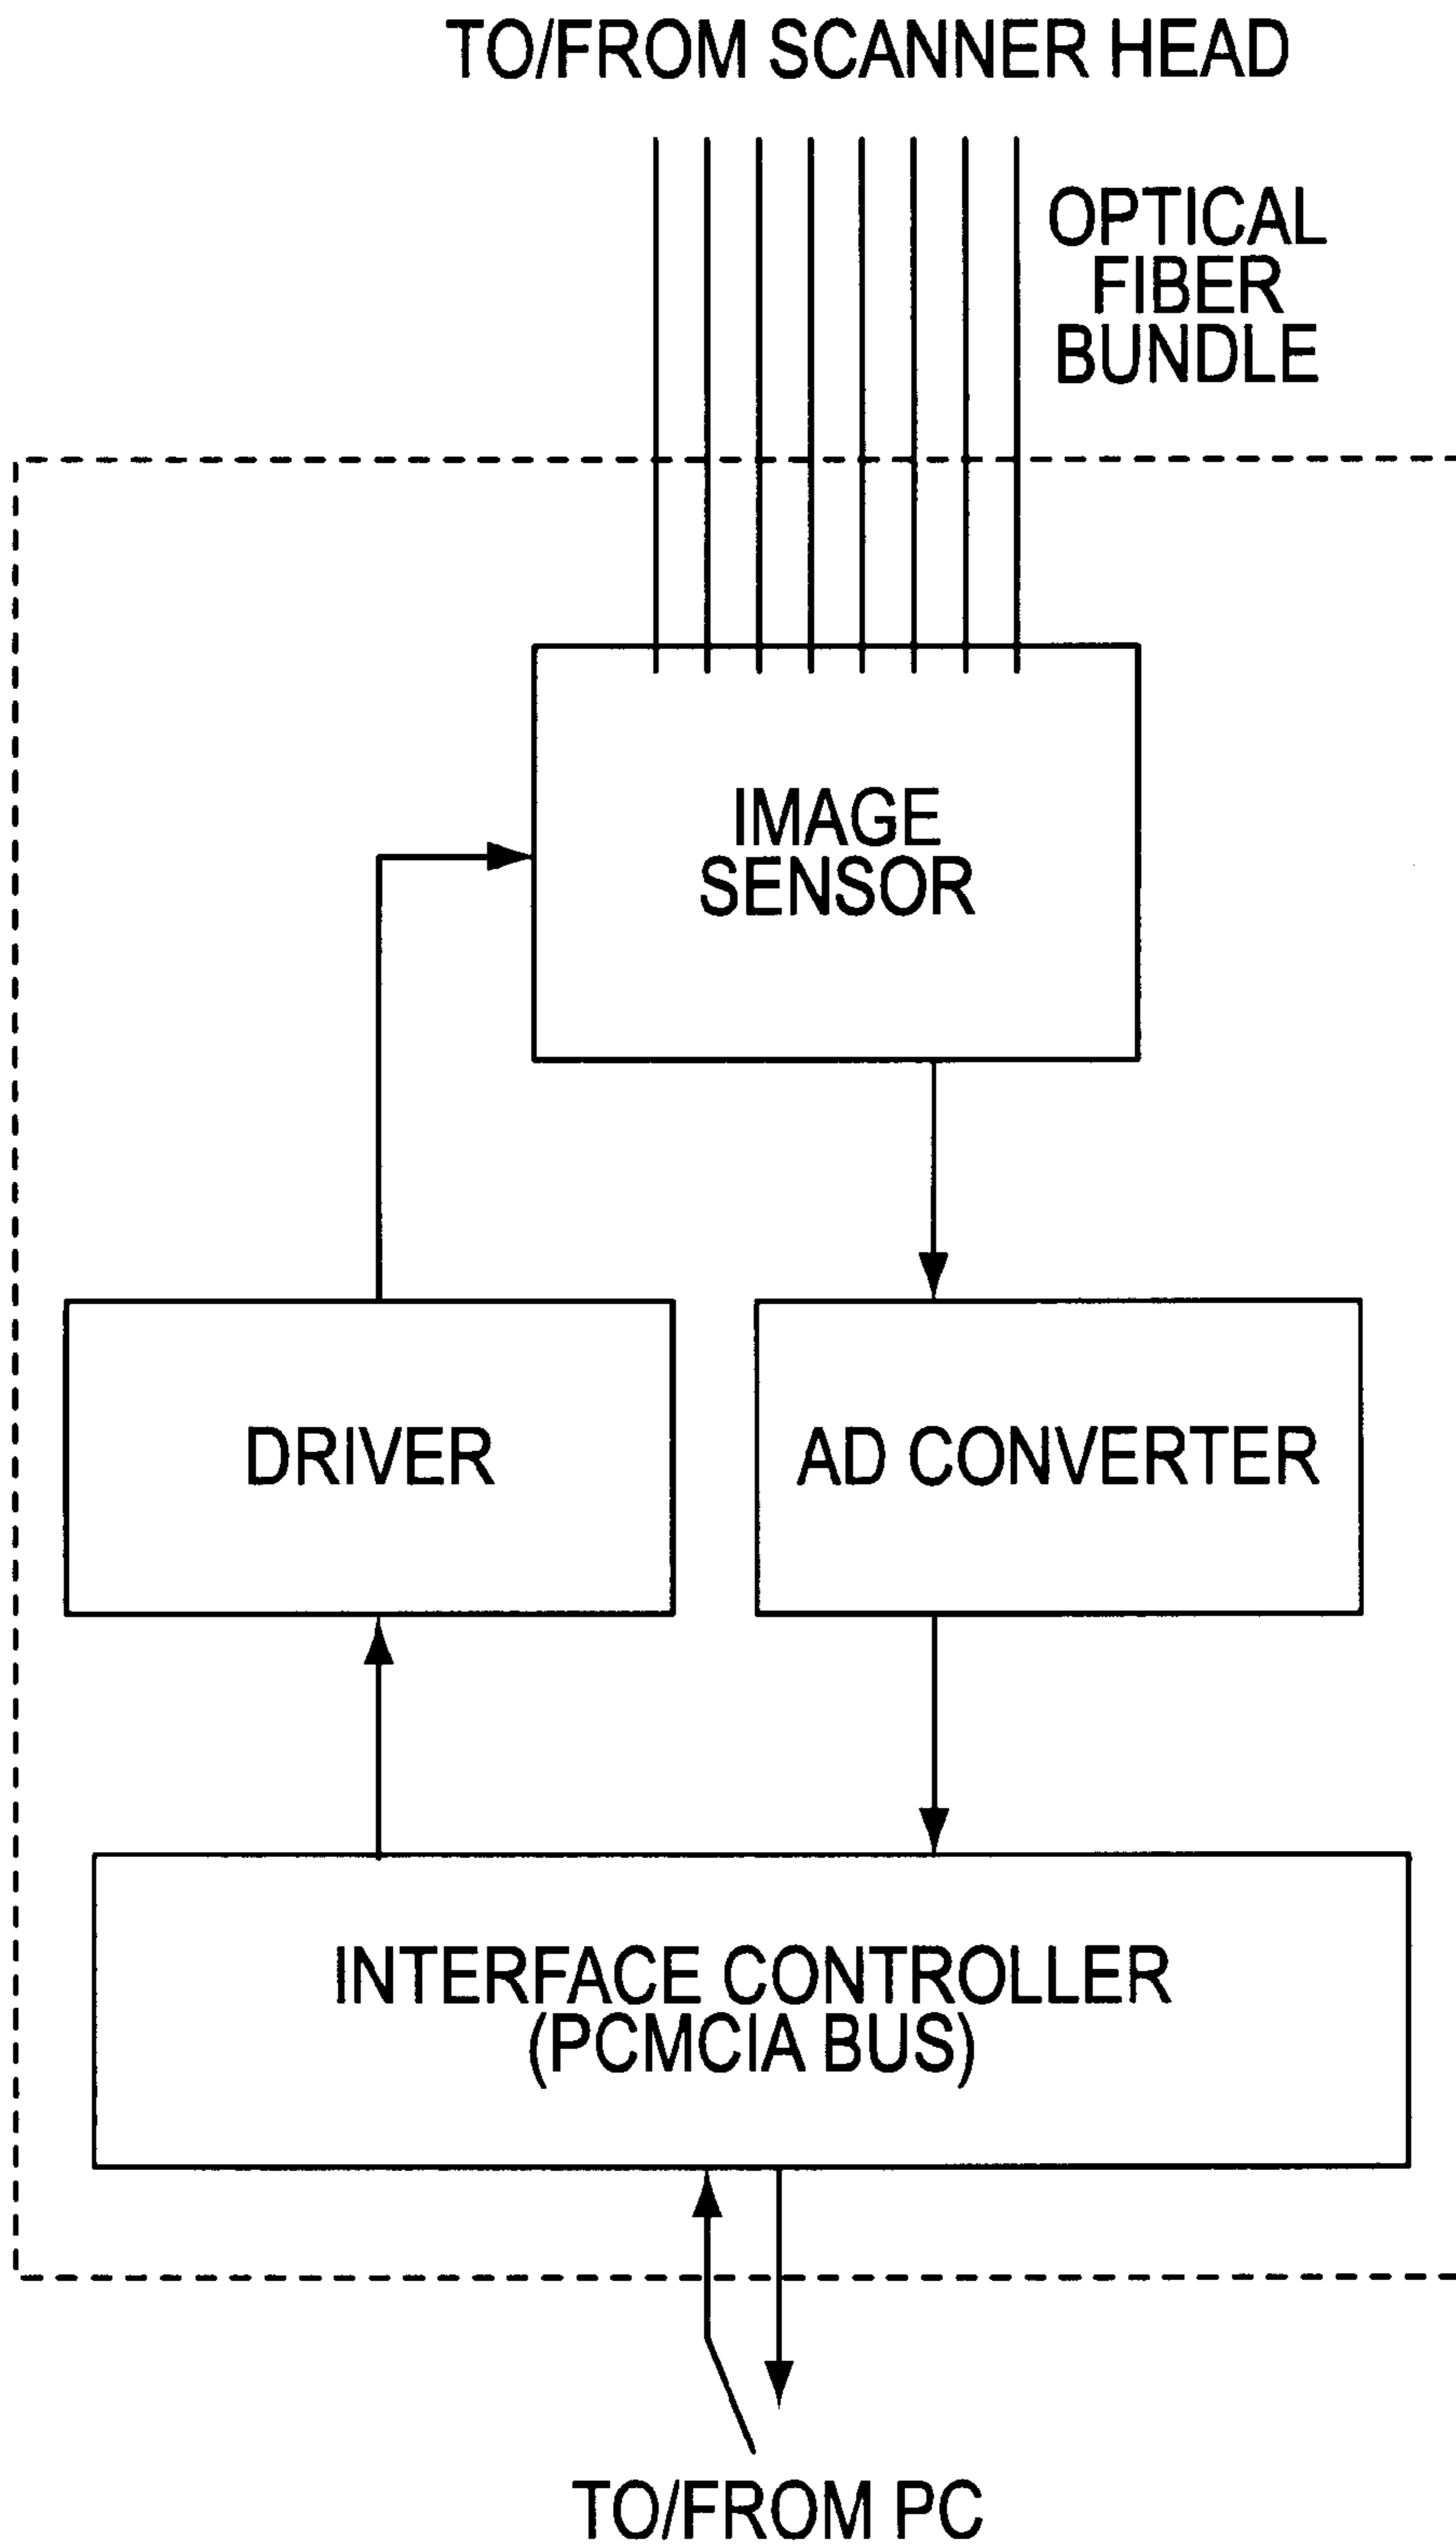 TO/FROM SCANNER HEAD
OPTICAL
FIBER
BUNDLE
IMAGE
SENSOR
DRIVER
AD CONVERTER
INTERFACE CONTROLLER
(PCMCIA BUS)
TO/FROM PC